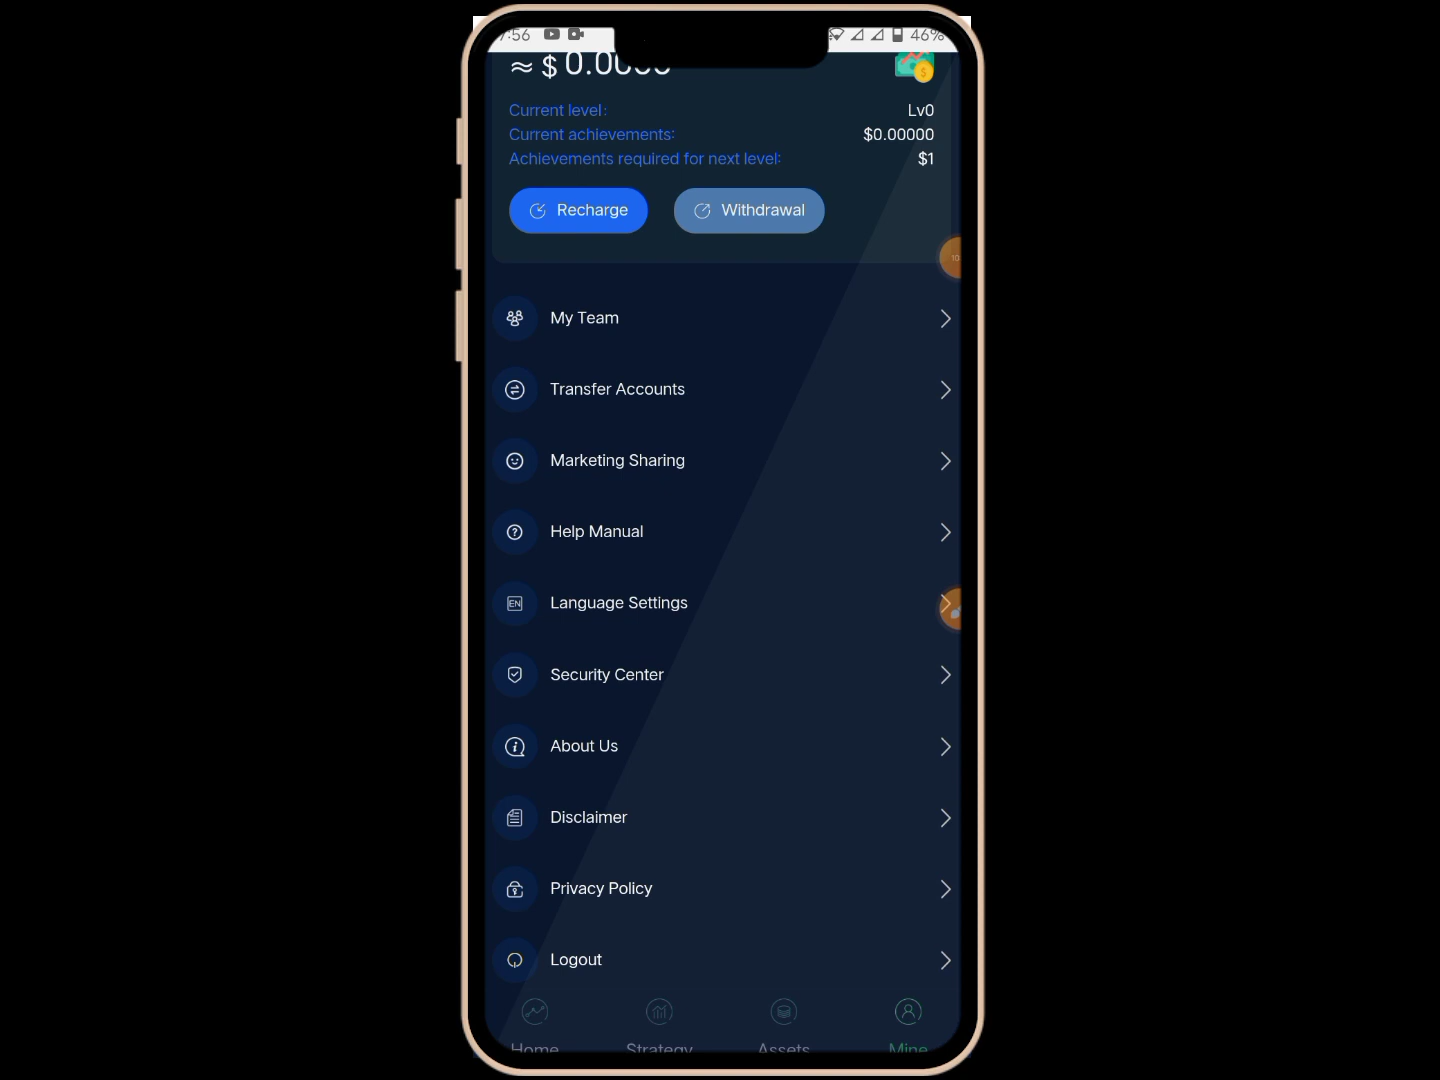 :56 46%
≈ $ 0.0000
Current level: Lv0
Current achievements: $0.00000
Achievements required for next level: $1
Recharge Withdrawal
My Team
Transfer Accounts
Marketing Sharing
Help Manual
EN Language Settings
Security Center
About Us
Disclaimer
Privacy Policy
Logout
Home Strategy Assets Mine